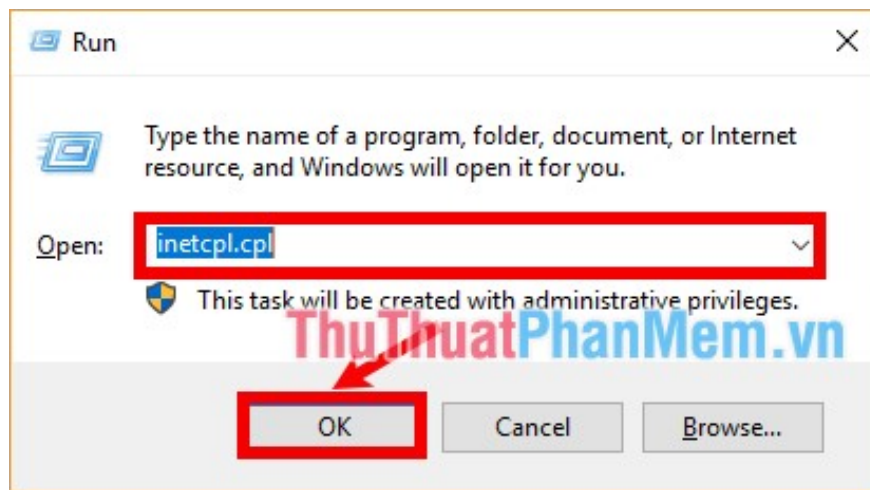 Run
Type the name of a program, folder, document, or Internet
resource, and Windows will open it for you.
Open: inetcpl.cpl
This task will be created with administrative privileges.
ThuThuatPhanMem.vn
OK Cancel Browse...